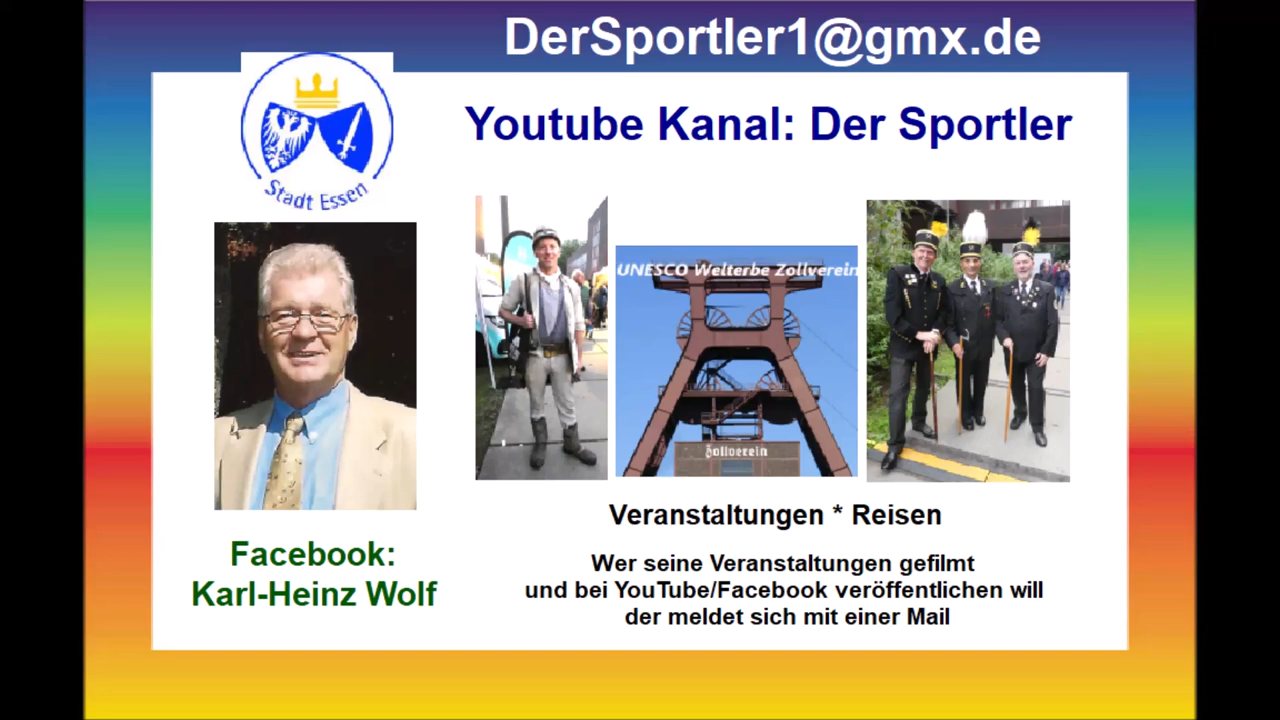 DerSportler1@gmx.de
Youtube Kanal: Der Sportler
Stadt Essen
UNESCO Welterbe Zollverein
Zollverein
Veranstaltungen * Reisen
Facebook:
Karl-Heinz Wolf
Wer seine Veranstaltungen gefilmt
und bei YouTube/Facebook veröffentlichen will
der meldet sich mit einer Mail